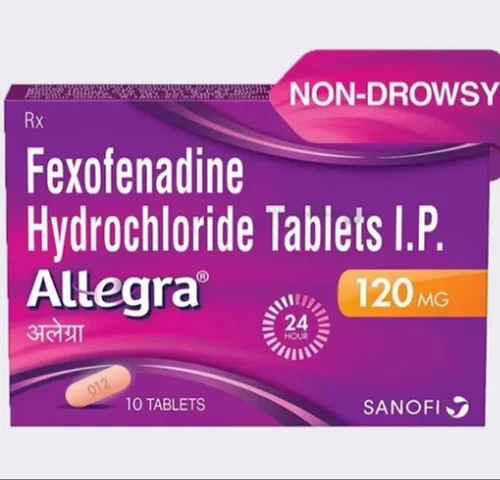 NON-DROWSY
Rx
Fexofenadine
Hydrochloride Tablets I.P.
Allegra®
120 MG
अलेग्रा
24
HOUR
012
10 TABLETS
SANOFI